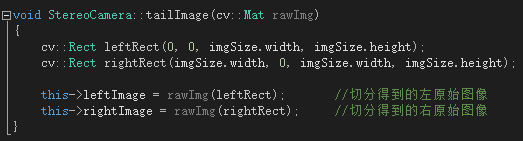 void StereoCamera::tailImage(cv::Mat rawImg)
{
cv::Rect leftRect(0, 0, imgSize.width, imgSize.height);
cv::Rect rightRect(imgSize.width, 0, imgSize.width, imgSize.height);
this->leftImage = rawImg(leftRect); //切分得到的左原始图像
this->rightImage = rawImg(rightRect); //切分得到的右原始图像
}